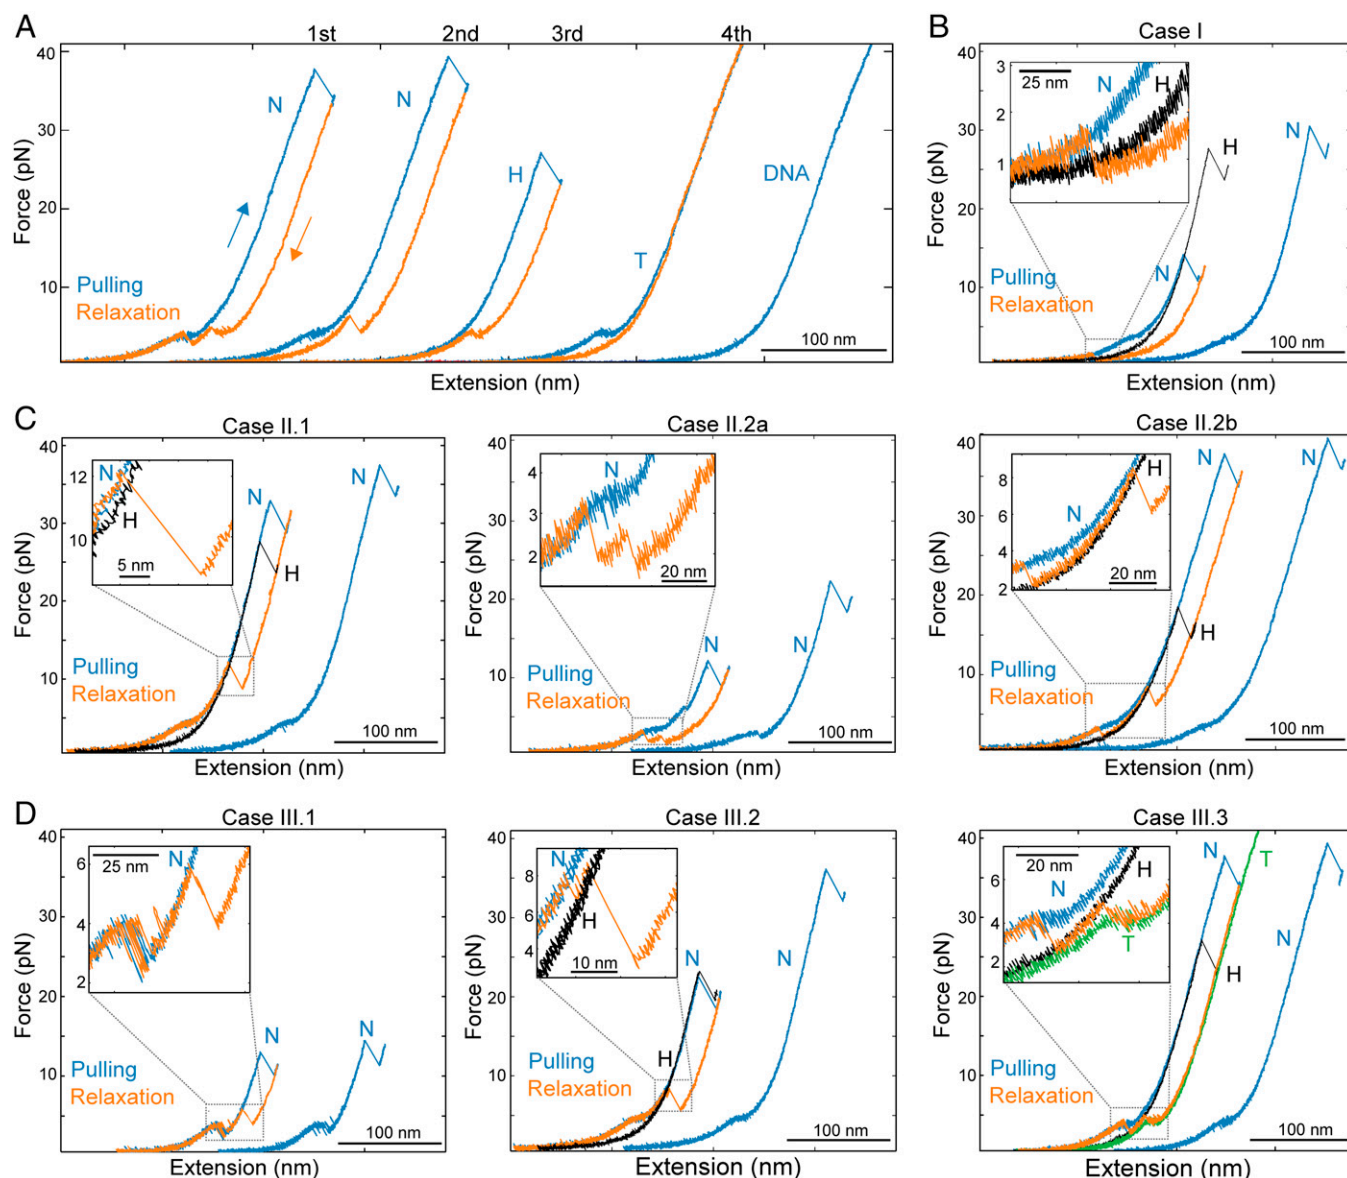 A
1st 2nd 3rd 4th
40
30
20
10
Force (pN)
N
N
H
T
DNA
Pulling
Relaxation
100 nm
Extension (nm)
B
Case I
40
30
20
10
Force (pN)
3
2
1
25 nm
N
H
N
H
N
Pulling
Relaxation
100 nm
Extension (nm)
C
Case II.1
40
30
20
10
Force (pN)
12
10
N
H
5 nm
N
H
N
Pulling
Relaxation
100 nm
Extension (nm)
Case II.2a
40
30
20
10
Force (pN)
4
3
2
N
20 nm
N
N
Pulling
Relaxation
100 nm
Extension (nm)
Case II.2b
40
30
20
10
Force (pN)
8
6
4
2
N
H
20 nm
N
H
N
Pulling
Relaxation
100 nm
Extension (nm)
D
Case III.1
40
30
20
10
Force (pN)
6
4
2
25 nm
N
N
N
Pulling
Relaxation
100 nm
Extension (nm)
Case III.2
40
30
20
10
Force (pN)
8
6
4
N
H
10 nm
N
H
N
Pulling
Relaxation
100 nm
Extension (nm)
Case III.3
40
30
20
10
Force (pN)
6
4
2
20 nm
N
H
T
N
T
H
N
Pulling
Relaxation
100 nm
Extension (nm)